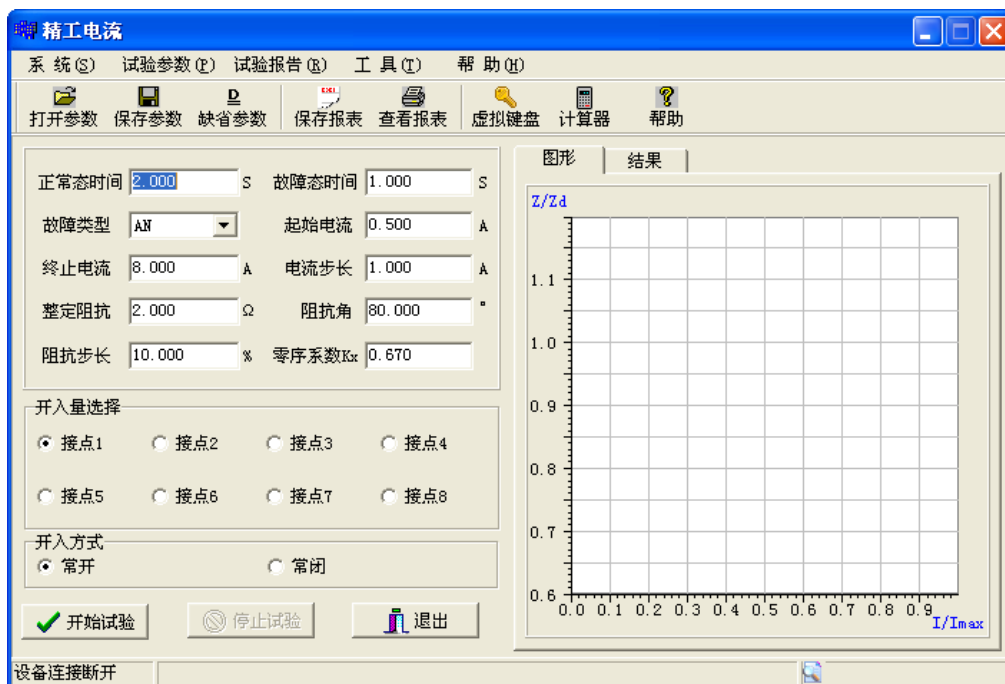 精工电流
系 统(S) 试验参数(P) 试验报告(R) 工 具(T) 帮 助(H)
打开参数 保存参数 D 缺省参数 保存报表 查看报表 虚拟键盘 计算器 帮助
正常态时间 2.000 S 故障态时间 1.000 S
故障类型 AN 起始电流 0.500 A
终止电流 8.000 A 电流步长 1.000 A
整定阻抗 2.000 Ω 阻抗角 80.000 °
阻抗步长 10.000 % 零序系数Kx 0.670
开入量选择
接点1 接点2 接点3 接点4
接点5 接点6 接点7 接点8
开入方式
常开 常闭
开始试验 停止试验 退出
图形 结果
Z/Zd
1.1
1.0
0.9
0.8
0.7
0.6
0.0 0.1 0.2 0.3 0.4 0.5 0.6 0.7 0.8 0.9
I/Imax
设备连接断开